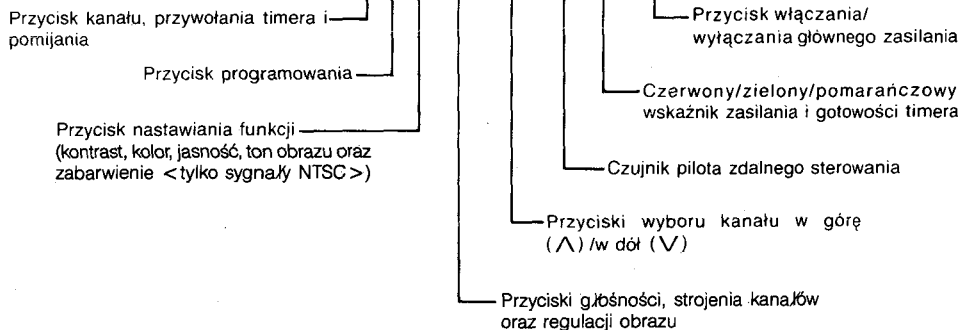 Przycisk kanału, przywołania timera i
pomijania
Przycisk programowania
Przycisk nastawiania funkcji
(kontrast, kolor, jasność, ton obrazu oraz
zabarwienie <tylko sygnały NTSC>)
Przycisk włączania/
wyłączania głównego zasilania
Czerwony/zielony/pomarańczowy
wskaźnik zasilania i gotowości timera
Czujnik pilota zdalnego sterowania
Przyciski wyboru kanału w górę
(∧) /w dół (∨)
Przyciski głośności, strojenia kanałów
oraz regulacji obrazu